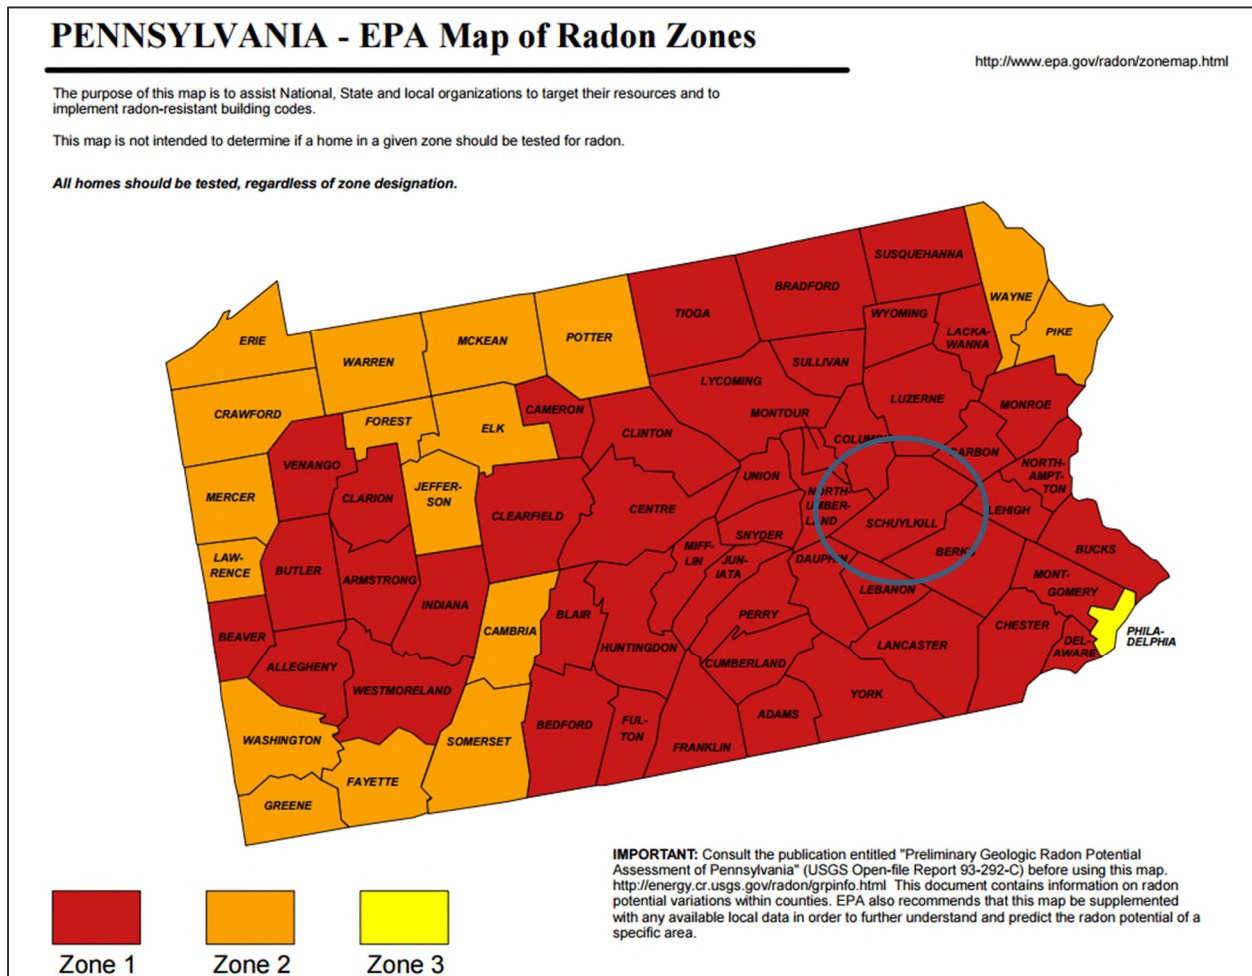 PENNSYLVANIA - EPA Map of Radon Zones
http://www.epa.gov/radon/zonemap.html
The purpose of this map is to assist National, State and local organizations to target their resources and to
implement radon-resistant building codes.
This map is not intended to determine if a home in a given zone should be tested for radon.
All homes should be tested, regardless of zone designation.
SUSQUEHANNA
BRADFORD
TIOGA
WAYNE
WYOMING
LACKA-
WANNA
PIKE
ERIE
WARREN
MCKEAN
POTTER
SULLIVAN
LYCOMING
CRAWFORD
FOREST
ELK
CAMERON
CLINTON
MONTOUR
LUZERNE
MONROE
COLUMBIA
CARBON
VENANGO
CLARION
JEFFER-
SON
MERCER
CLEARFIELD
CENTRE
UNION
NORTH-
UMBER-
LAND
SCHUYLKILL
NORTH-
AMPT-
TON
LEHIGH
SNYDER
MIFF-
LIN
JUN-
IATA
DAUPHIN
BERKS
BUCKS
LAW-
RENCE
BUTLER
ARMSTRONG
INDIANA
LEBANON
MONT-
GOMERY
BEAVER
CAMBRIA
BLAIR
PERRY
HUNTINGDON
LANCASTER
CHESTER
DEL-
AWARE
PHILA-
DELPHIA
ALLEGHENY
WESTMORELAND
CUMBERLAND
YORK
ADAMS
FRANKLIN
FUL-
TON
BEDFORD
SOMERSET
WASHINGTON
FAYETTE
GREENE
IMPORTANT: Consult the publication entitled "Preliminary Geologic Radon Potential
Assessment of Pennsylvania" (USGS Open-file Report 93-292-C) before using this map.
http://energy.cr.usgs.gov/radon/grpinfo.html This document contains information on radon
potential variations within counties. EPA also recommends that this map be supplemented
with any available local data in order to further understand and predict the radon potential of a
specific area.
Zone 1
Zone 2
Zone 3